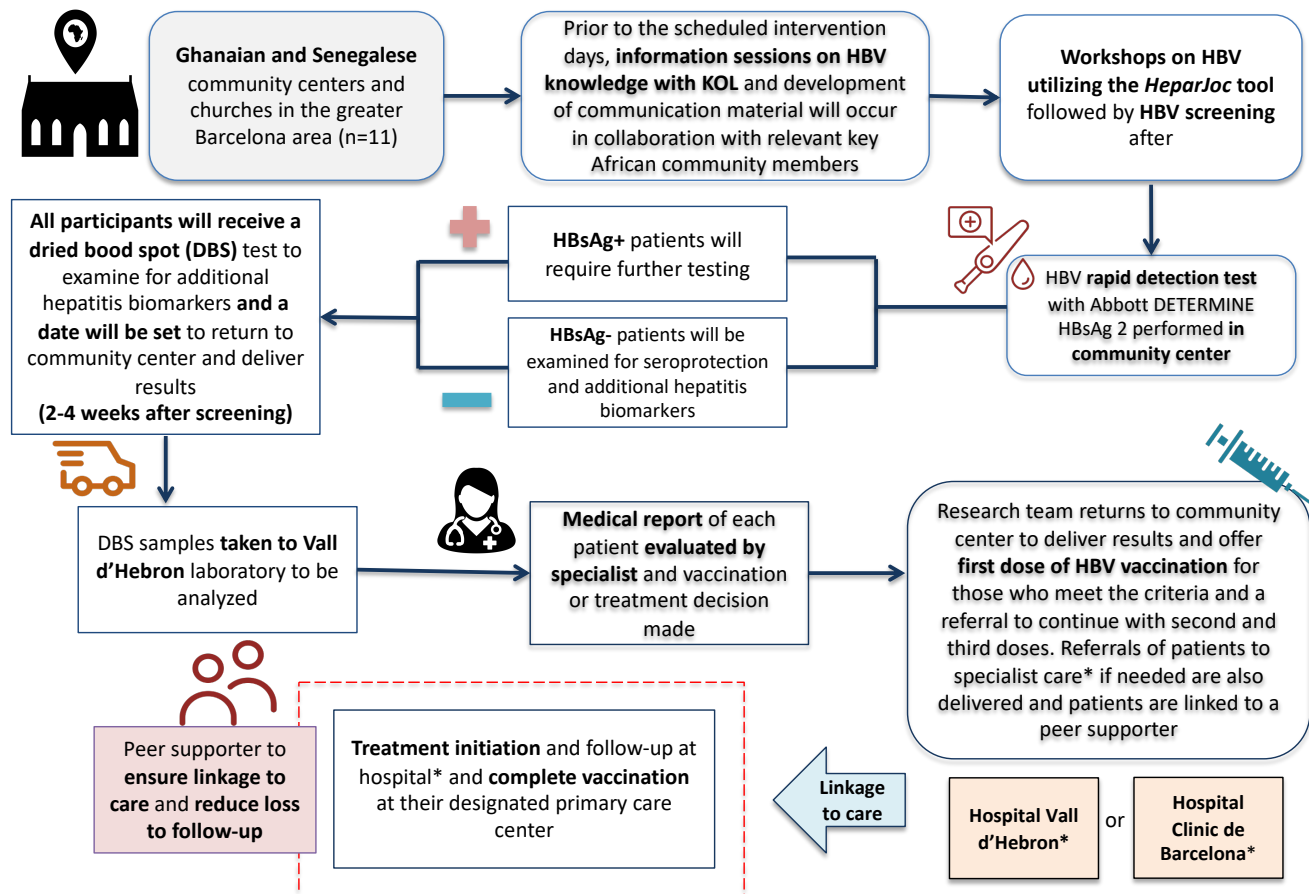 Ghanaian and Senegalese
community centers and
churches in the greater
Barcelona area (n=11)
Prior to the scheduled intervention
days, information sessions on HBV
knowledge with KOL and development
of communication material will occur
in collaboration with relevant key
African community members
Workshops on HBV
utilizing the HeparJoc tool
followed by HBV screening
after
All participants will receive a
dried bood spot (DBS) test to
examine for additional
hepatitis biomarkers and a
date will be set to return to
community center and deliver
results
(2-4 weeks after screening)
HBsAg+ patients will
require further testing
HBsAg- patients will be
examined for seroprotection
and additional hepatitis
biomarkers
HBV rapid detection test
with Abbott DETERMINE
HBsAg 2 performed in
community center
DBS samples taken to Vall
d’Hebron laboratory to be
analyzed
Medical report of each
patient evaluated by
specialist and vaccination
or treatment decision
made
Research team returns to community
center to deliver results and offer
first dose of HBV vaccination for
those who meet the criteria and a
referral to continue with second and
third doses. Referrals of patients to
specialist care* if needed are also
delivered and patients are linked to a
peer supporter
Peer supporter to
ensure linkage to
care and reduce loss
to follow-up
Treatment initiation and follow-up at
hospital* and complete vaccination
at their designated primary care
center
Linkage
to care
Hospital Vall
d’Hebron*
or
Hospital
Clinic de
Barcelona*